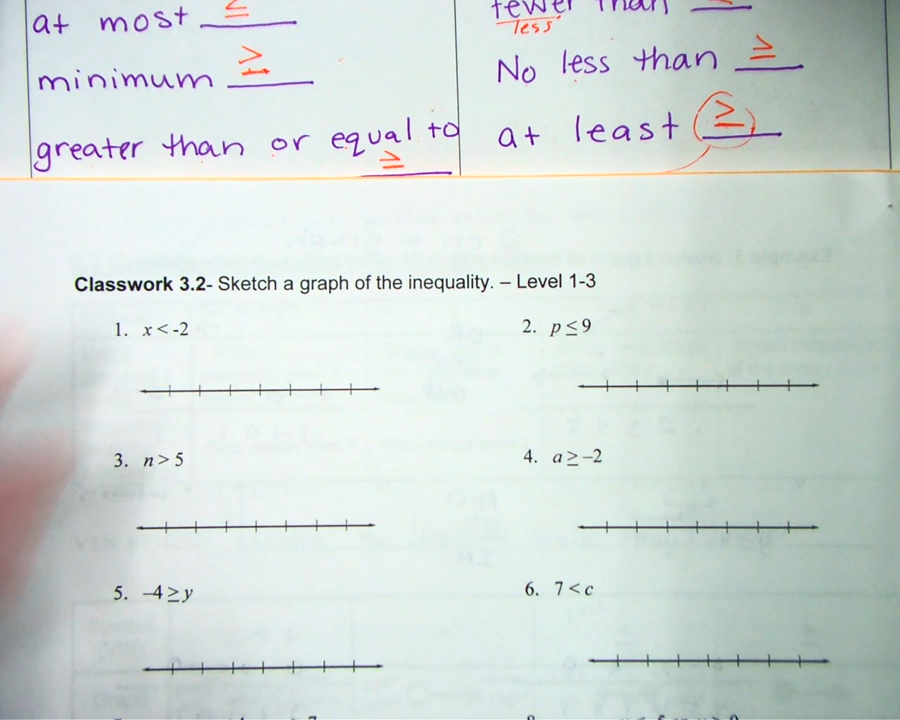 at most ≤
minimum ≥
greater than or equal to
≥
fewer than
less
No less than ≥
at least ≥
Classwork 3.2- Sketch a graph of the inequality. – Level 1-3
1. x < -2
2. p ≤ 9
3. n > 5
4. a ≥ –2
5. –4 ≥ y
6. 7 < c